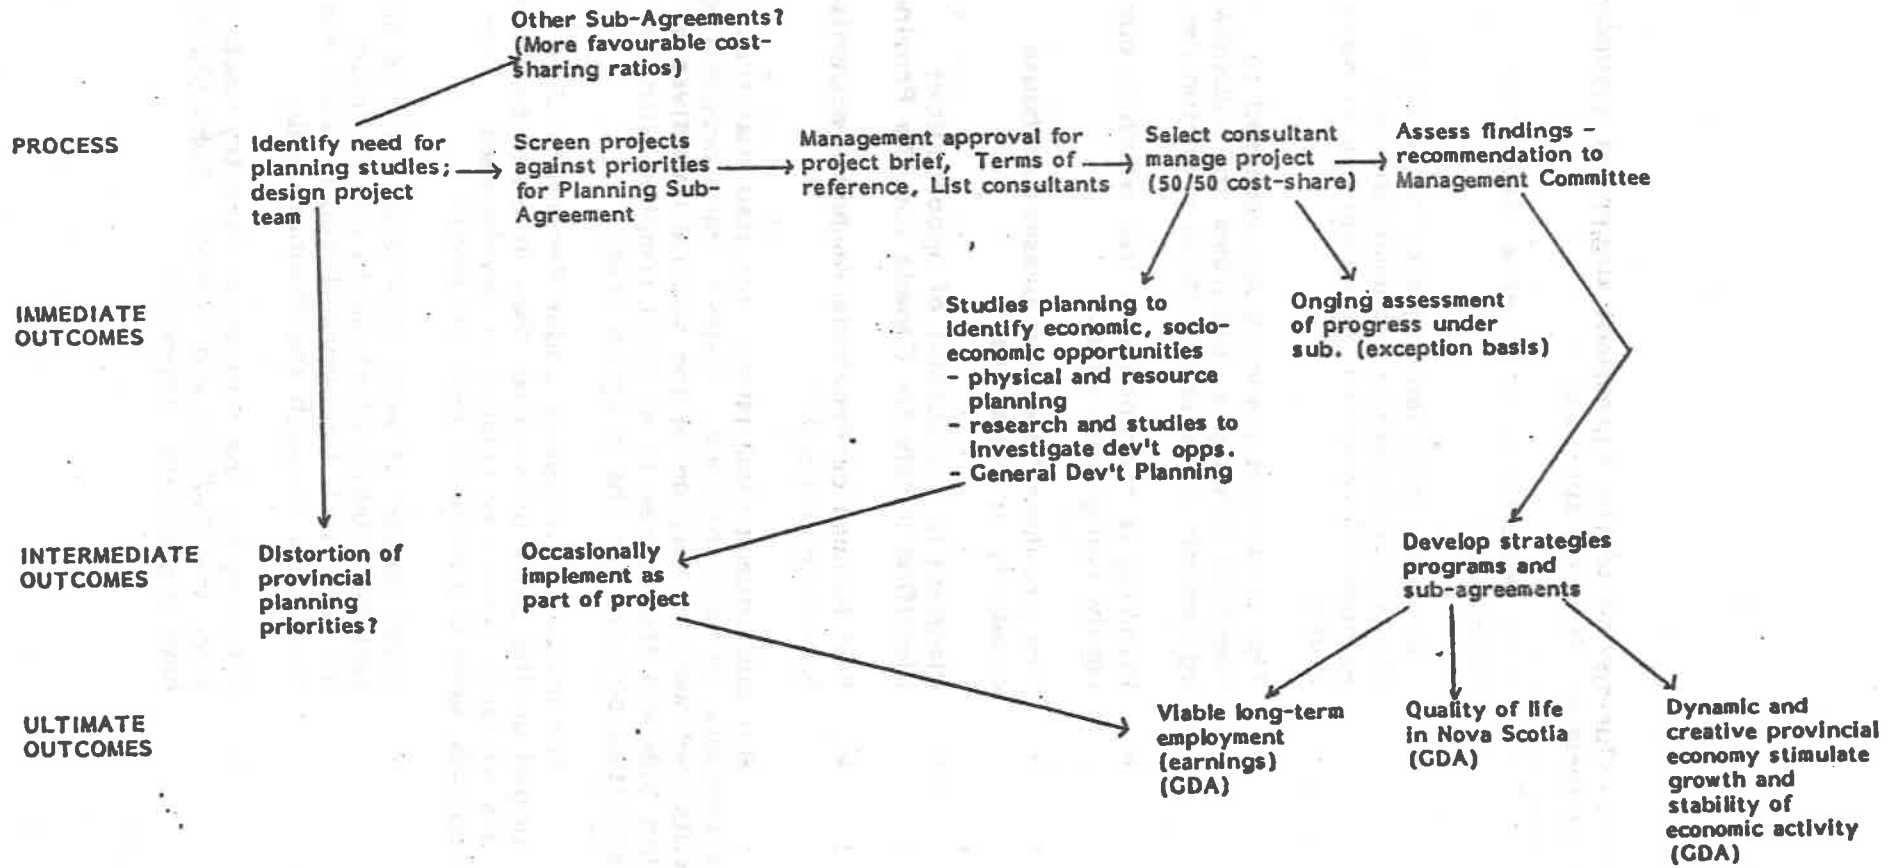 Other Sub-Agreements?
(More favourable cost-
sharing ratios)
PROCESS
Identify need for
planning studies;
design project
team
Screen projects
against priorities
for Planning Sub-
Agreement
Management approval for
project brief, Terms of
reference, List consultants
Select consultant
manage project
(50/50 cost-share)
Assess findings -
recommendation to
Management Committee
IMMEDIATE
OUTCOMES
Studies planning to
identify economic, socio-
economic opportunities
- physical and resource
planning
- research and studies to
investigate dev't opps.
- General Dev't Planning
Onging assessment
of progress under
sub. (exception basis)
INTERMEDIATE
OUTCOMES
Distortion of
provincial
planning
priorities?
Occasionally
implement as
part of project
Develop strategies
programs and
sub-agreements
ULTIMATE
OUTCOMES
Viable long-term
employment
(earnings)
(GDA)
Quality of life
in Nova Scotia
(GDA)
Dynamic and
creative provincial
economy stimulate
growth and
stability of
economic activity
(GDA)